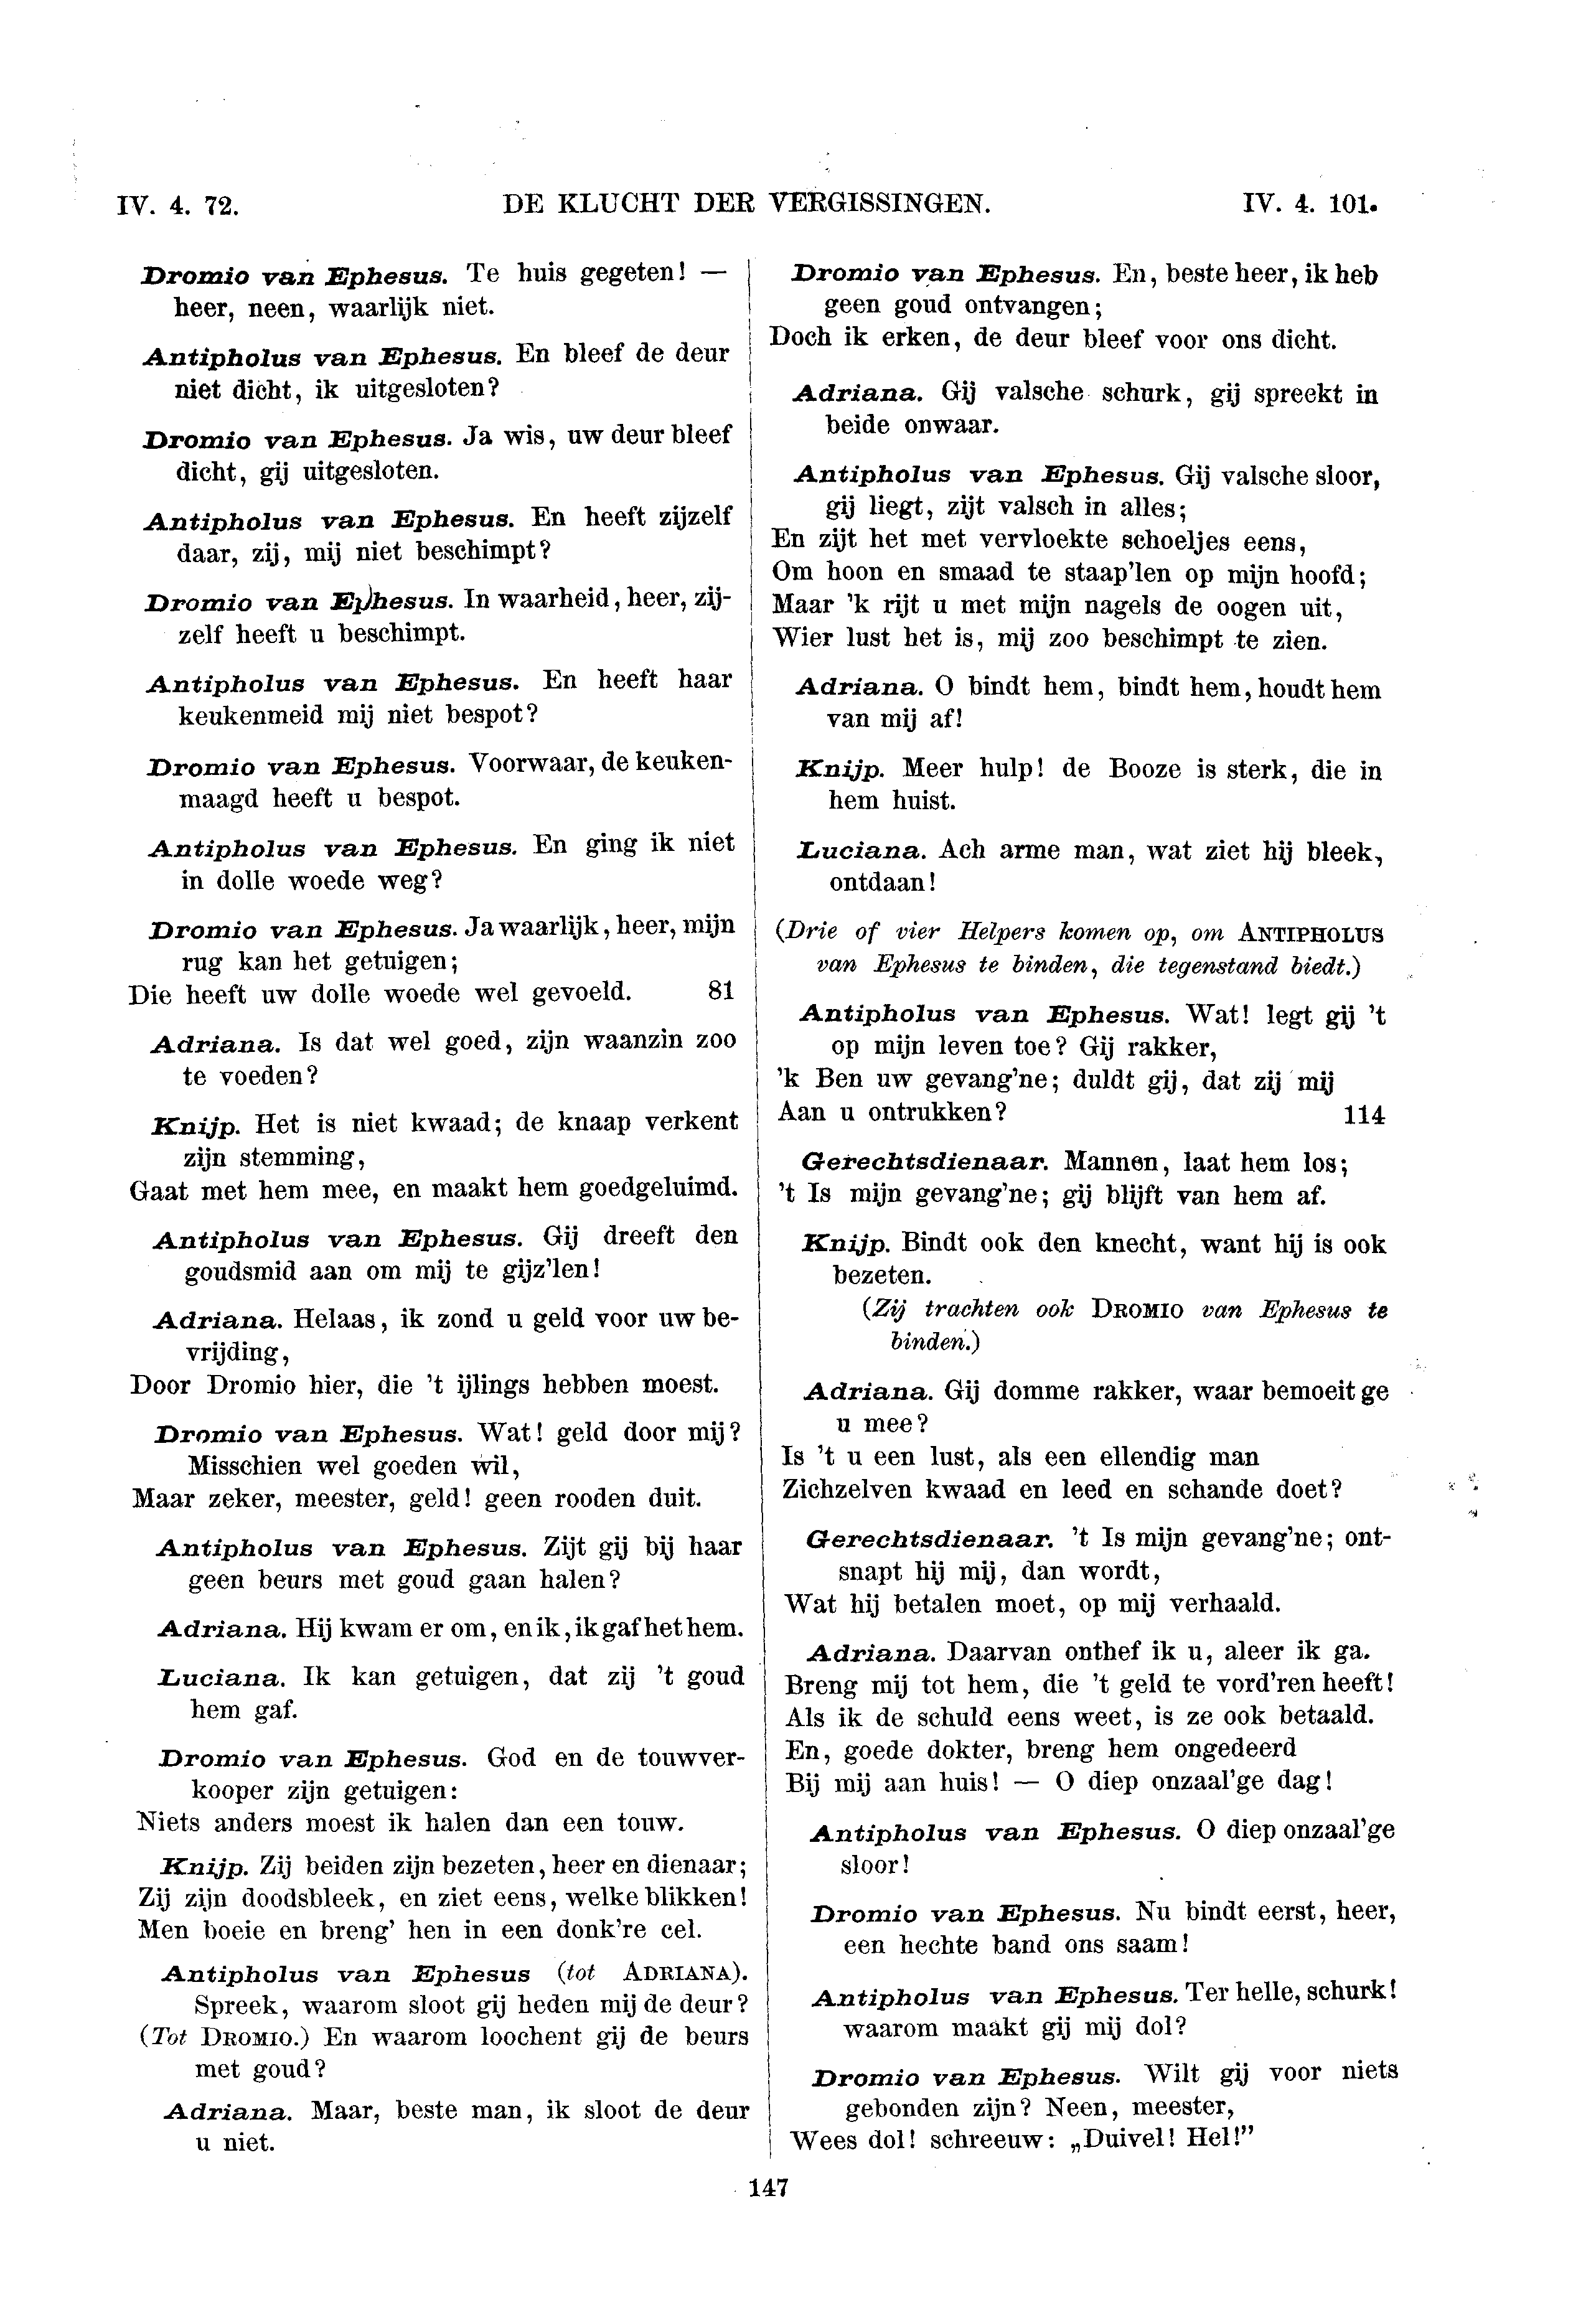 IV. 4. 72. DE KLUCHT DER VERGISSINGEN. IV. 4. 101.
Dromio van Ephesus. Te huis gegeten! —
heer, neen, waarlijk niet.
Antipholus van Ephesus. En bleef de deur
niet dicht, ik uitgesloten?
Dromio van Ephesus. Ja wis, uw deur bleef
dicht, gij uitgesloten.
Antipholus van Ephesus. En heeft zijzelf
daar, zij, mij niet beschimpt?
Dromio van Ephesus. In waarheid, heer, zij-
zelf heeft u beschimpt.
Antipholus van Ephesus. En heeft haar
keukenmeid mij niet bespot?
Dromio van Ephesus. Voorwaar, de keuken-
maagd heeft u bespot.
Antipholus van Ephesus. En ging ik niet
in dolle woede weg?
Dromio van Ephesus. Ja waarlijk, heer, mijn
rug kan het getuigen;
Die heeft uw dolle woede wel gevoeld. 81
Adriana. Is dat wel goed, zijn waanzin zoo
te voeden?
Knijp. Het is niet kwaad; de knaap verkent
zijn stemming,
Gaat met hem mee, en maakt hem goedgeluimd.
Antipholus van Ephesus. Gij dreeft den
goudsmid aan om mij te gijz'len!
Adriana. Helaas, ik zond u geld voor uw be-
vrijding,
Door Dromio hier, die 't ijlings hebben moest.
Dromio van Ephesus. Wat! geld door mij?
Misschien wel goeden wil,
Maar zeker, meester, geld! geen rooden duit.
Antipholus van Ephesus. Zijt gij bij haar
geen beurs met goud gaan halen?
Adriana. Hij kwam er om, en ik, ik gaf het hem.
Luciana. Ik kan getuigen, dat zij 't goud
hem gaf.
Dromio van Ephesus. God en de touwver-
kooper zijn getuigen:
Niets anders moest ik halen dan een touw.
Knijp. Zij beiden zijn bezeten, heer en dienaar;
Zij zijn doodsbleek, en ziet eens, welke blikken!
Men boeie en breng' hen in een donk're cel.
Antipholus van Ephesus (tot ADRIANA).
Spreek, waarom sloot gij heden mij de deur?
(Tot DROMIO.) En waarom loochent gij de beurs
met goud?
Adriana. Maar, beste man, ik sloot de deur
u niet.
Dromio van Ephesus. En, beste heer, ik heb
geen goud ontvangen;
Doch ik erken, de deur bleef voor ons dicht.
Adriana. Gij valsche schurk, gij spreekt in
beide onwaar.
Antipholus van Ephesus. Gij valsche sloor,
gij liegt, zijt valsch in alles;
En zijt het met vervloekte schoeljes eens,
Om hoon en smaad te staap'len op mijn hoofd;
Maar 'k rijt u met mijn nagels de oogen uit,
Wier lust het is, mij zoo beschimpt te zien.
Adriana. O bindt hem, bindt hem, houdt hem
van mij af!
Knijp. Meer hulp! de Booze is sterk, die in
hem huist.
Luciana. Ach arme man, wat ziet hij bleek,
ontdaan!
(Drie of vier Helpers komen op, om ANTIPHOLUS
van Ephesus te binden, die tegenstand biedt.)
Antipholus van Ephesus. Wat! legt gij 't
op mijn leven toe? Gij rakker,
'k Ben uw gevang'ne; duldt gij, dat zij mij
Aan u ontrukken? 114
Gerechtsdienaar. Mannen, laat hem los;
't Is mijn gevang'ne; gij blijft van hem af.
Knijp. Bindt ook den knecht, want hij is ook
bezeten.
(Zij trachten ook DROMIO van Ephesus te
binden.)
Adriana. Gij domme rakker, waar bemoeit ge
u mee?
Is 't u een lust, als een ellendig man
Zichzelven kwaad en leed en schande doet?
Gerechtsdienaar. 't Is mijn gevang'ne; ont-
snapt hij mij, dan wordt,
Wat hij betalen moet, op mij verhaald.
Adriana. Daarvan onthef ik u, aleer ik ga.
Breng mij tot hem, die 't geld te vord'ren heeft!
Als ik de schuld eens weet, is ze ook betaald.
En, goede dokter, breng hem ongedeerd
Bij mij aan huis! — O diep onzaal'ge dag!
Antipholus van Ephesus. O diep onzaal'ge
sloor!
Dromio van Ephesus. Nu bindt eerst, heer,
een hechte band ons saam!
Antipholus van Ephesus. Ter helle, schurk!
waarom maakt gij mij dol?
Dromio van Ephesus. Wilt gij voor niets
gebonden zijn? Neen, meester,
Wees dol! schreeuw: „Duivel! Hel!”
147